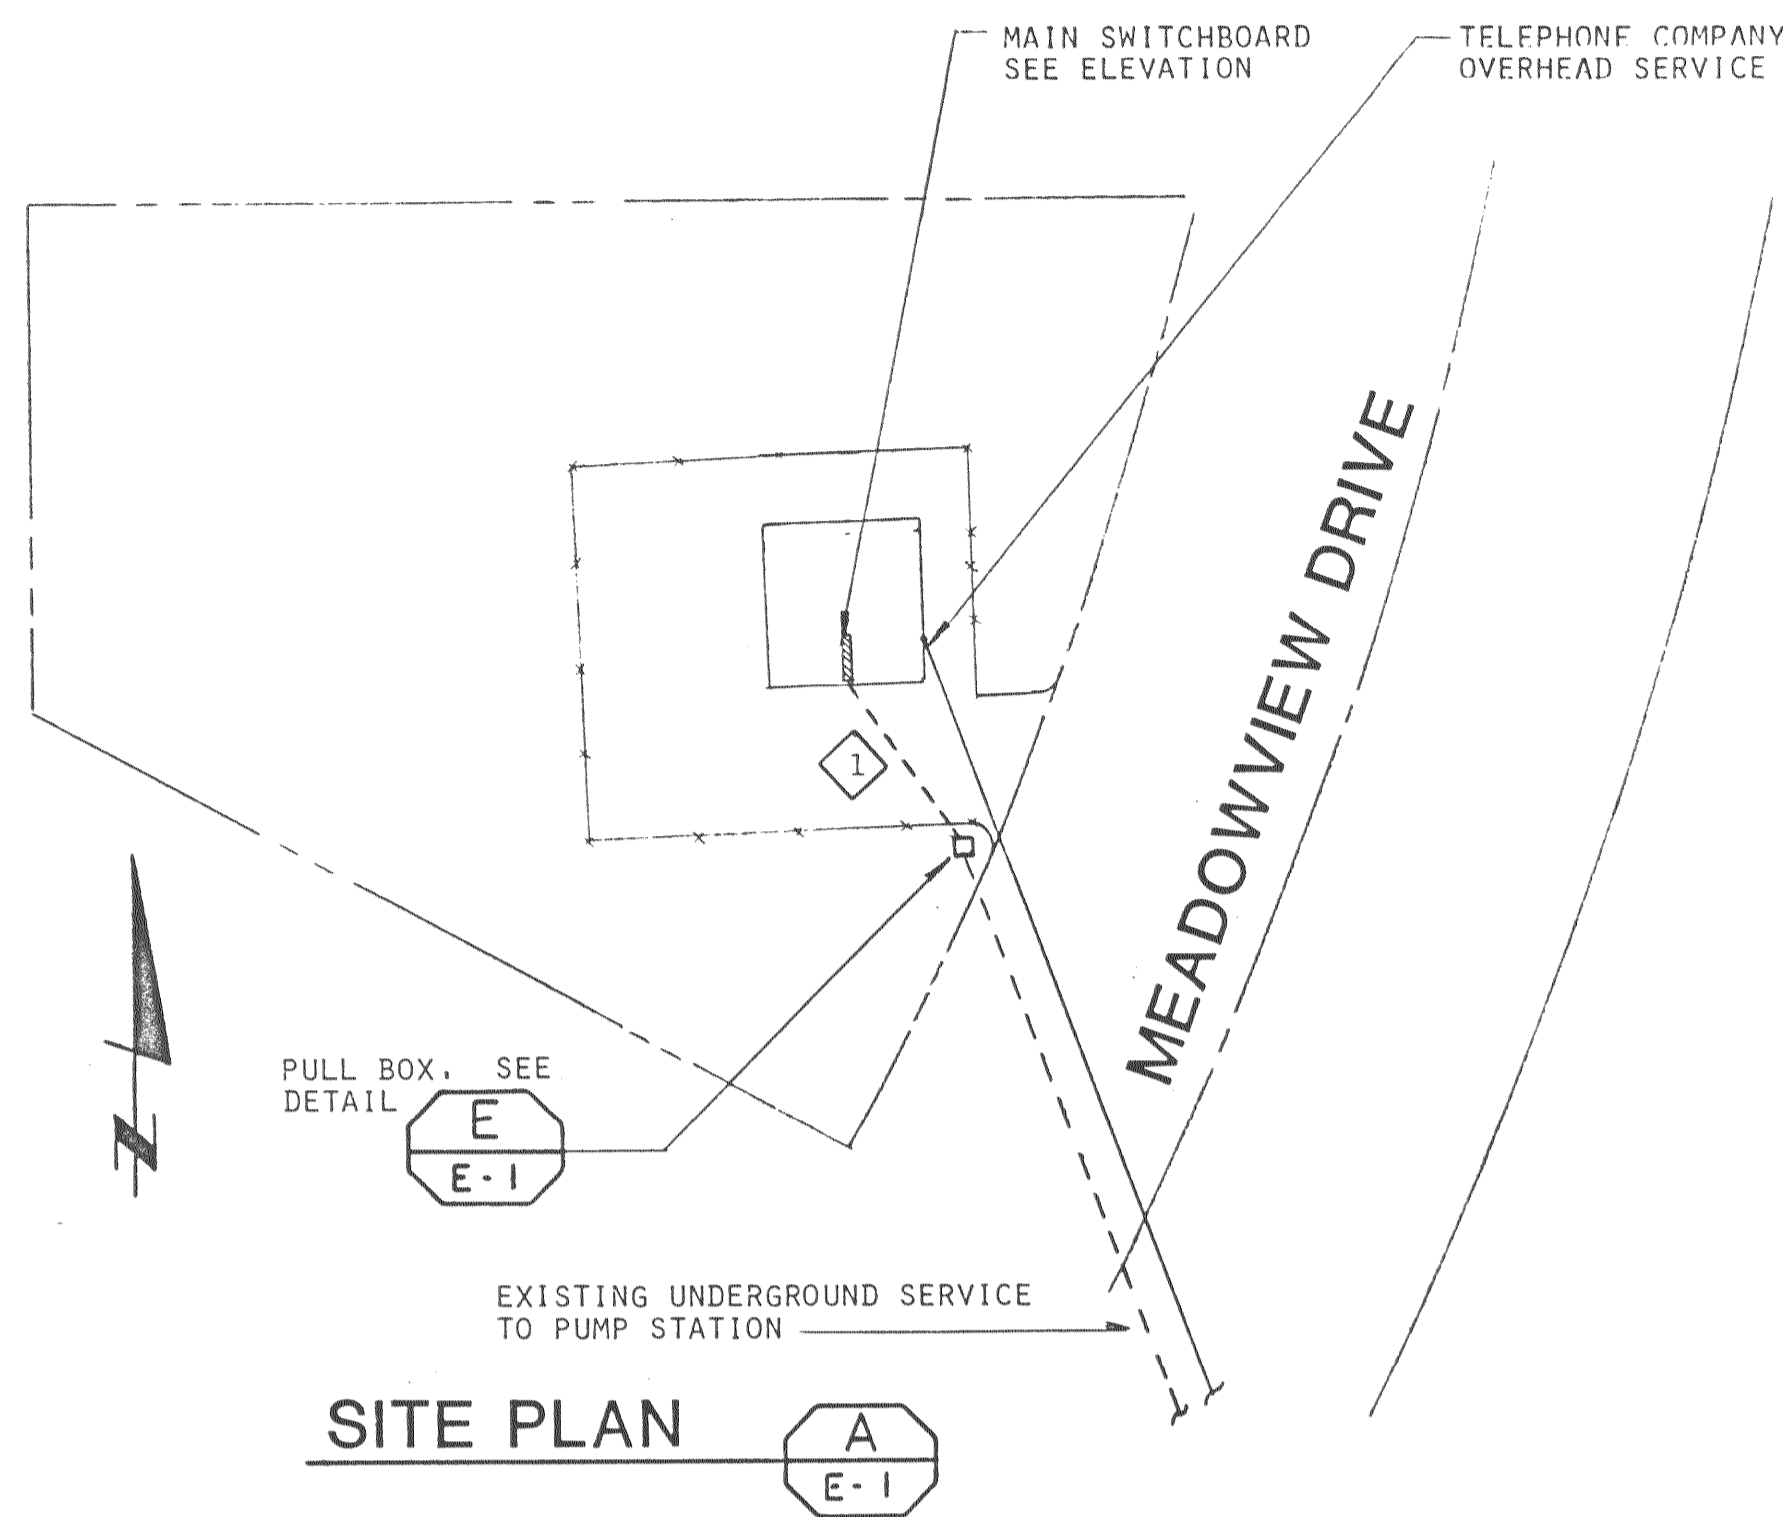 MAIN SWITCHBOARD
SEE ELEVATION
TELEPHONE COMPANY
OVERHEAD SERVICE
MEADOWVIEW DRIVE
1
PULL BOX. SEE
DETAIL
E
E-1
N
EXISTING UNDERGROUND SERVICE
TO PUMP STATION
SITE PLAN
A
E-1